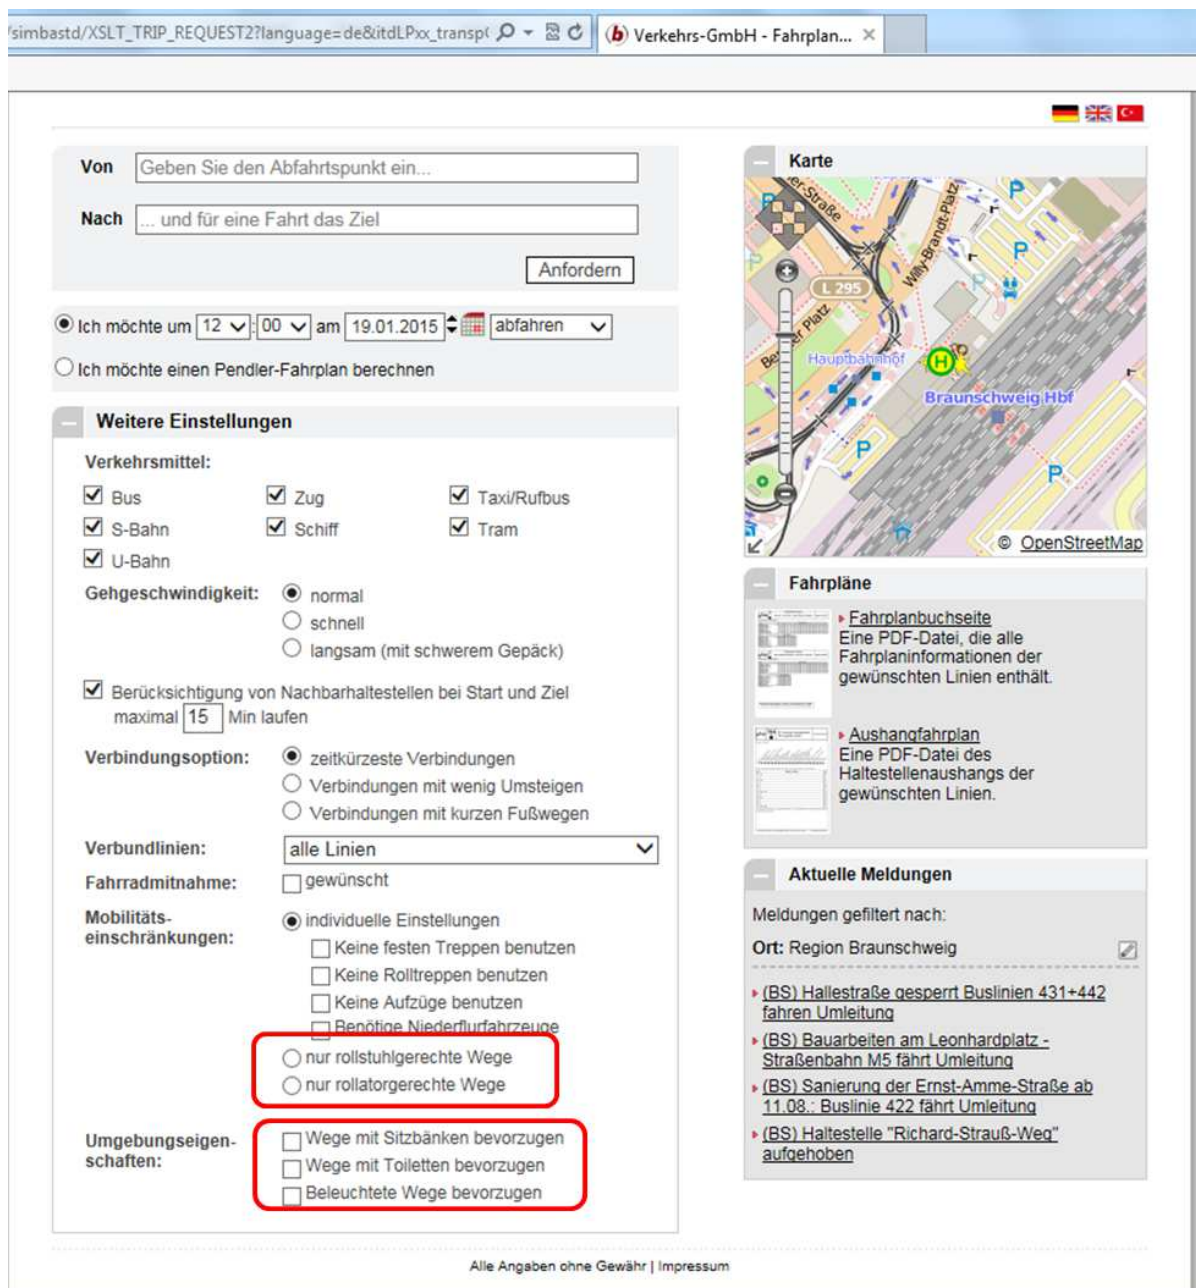 /simbastd/XSLT_TRIP_REQUEST2?language=de&itdLPxx_transp(
Verkehrs-GmbH - Fahrplan...
Von
Geben Sie den Abfahrtspunkt ein...
Nach
... und für eine Fahrt das Ziel
Anfordern
Ich möchte um 12 : 00 am 19.01.2015 abfahren
Ich möchte einen Pendler-Fahrplan berechnen
Weitere Einstellungen
Verkehrsmittel:
Bus Zug Taxi/Rufbus
S-Bahn Schiff Tram
U-Bahn
Gehgeschwindigkeit: normal
schnell
langsam (mit schwerem Gepäck)
Berücksichtigung von Nachbarhaltestellen bei Start und Ziel
maximal 15 Min laufen
Verbindungsoption: zeitkürzeste Verbindungen
Verbindungen mit wenig Umsteigen
Verbindungen mit kurzen Fußwegen
Verbundlinien: alle Linien
Fahrradmitnahme: gewünscht
Mobilitäts-
einschränkungen:
individuelle Einstellungen
Keine festen Treppen benutzen
Keine Rolltreppen benutzen
Keine Aufzüge benutzen
Benötige Niederflurfahrzeuge
nur rollstuhlgerechte Wege
nur rollatorgerechte Wege
Umgebungseigen-
schaften:
Wege mit Sitzbänken bevorzugen
Wege mit Toiletten bevorzugen
Beleuchtete Wege bevorzugen
Karte
Willy-Brandt-Platz
L 295
Hauptbahnhof
H
Braunschweig Hbf
P
P
P
P
© OpenStreetMap
Fahrpläne
Fahrplanbuchseite
Eine PDF-Datei, die alle
Fahrplaninformationen der
gewünschten Linien enthält.
Aushangfahrplan
Eine PDF-Datei des
Haltestellenaushangs der
gewünschten Linien.
Aktuelle Meldungen
Meldungen gefiltert nach:
Ort: Region Braunschweig
(BS) Hallestraße gesperrt Buslinien 431+442
fahren Umleitung
(BS) Bauarbeiten am Leonhardplatz -
Straßenbahn M5 fährt Umleitung
(BS) Sanierung der Ernst-Amme-Straße ab
11.08.: Buslinie 422 fährt Umleitung
(BS) Haltestelle "Richard-Strauß-Weg"
aufgehoben
Alle Angaben ohne Gewähr | Impressum